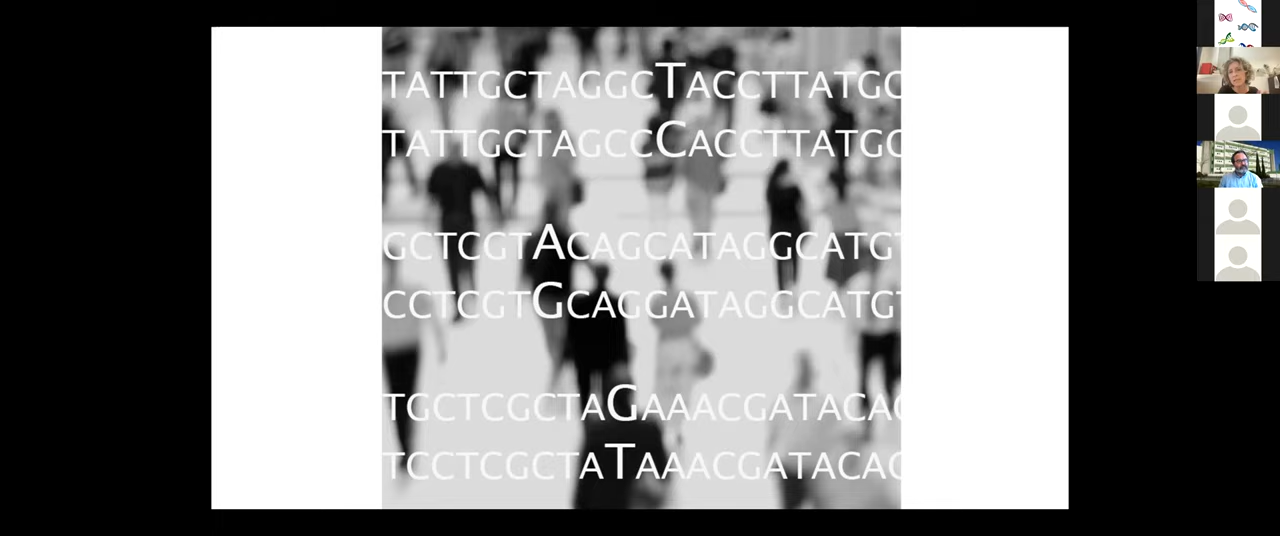 TATTGCTAGGCTACCTTATGC
TATTGCTAGCCCACCTTATGC
GCTCGTACAGCATAGGCATGT
CCTCGTGCAGGATAGGCATGT
TGCTCGCTAGAAACGATACAC
TCCTCGCTATAAACGATACAC